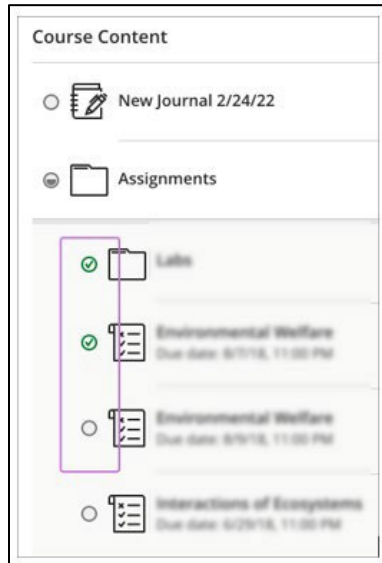 Course Content
New Journal 2/24/22
Assignments
Labs
Environmental Welfare
Due date: 8/7/18, 11:00 PM
Environmental Welfare
Due date: 8/9/18, 11:00 PM
Interactions of Ecosystems
Due date: 6/29/18, 11:00 PM